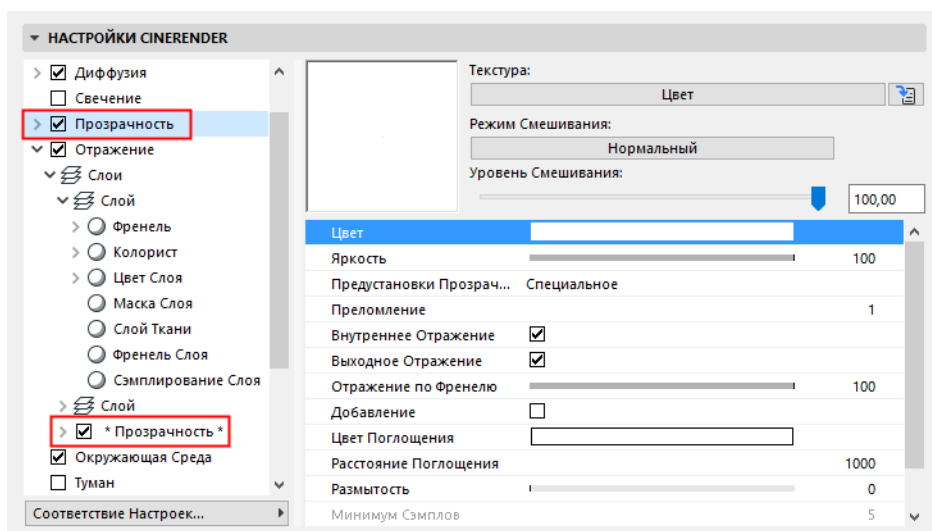 НАСТРОЙКИ CINERENDER
Диффузия
Свечение
Прозрачность
Отражение
Слои
Слой
Френель
Колорист
Цвет Слоя
Маска Слоя
Слой Ткани
Френель Слоя
Сэмплирование Слоя
Слой
* Прозрачность *
Окружающая Среда
Туман
Соответствие Настроек...
Текстура:
Цвет
Режим Смешивания:
Нормальный
Уровень Смешивания:
100,00
Цвет
Яркость 100
Предустановки Прозрач... Специальное
Преломление 1
Внутреннее Отражение
Выходное Отражение
Отражение по Френелю 100
Добавление
Цвет Поглощения
Расстояние Поглощения 1000
Размытость 0
Минимум Сэмплов 5